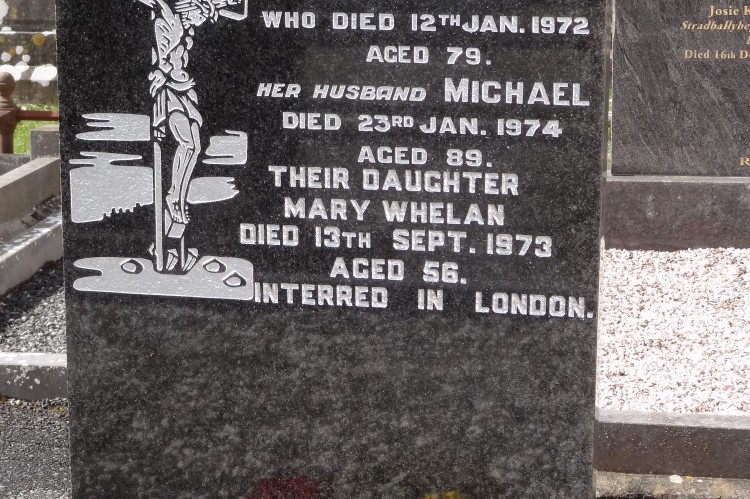 WHO DIED 12TH JAN. 1972
AGED 79.
HER HUSBAND MICHAEL
DIED 23RD JAN. 1974
AGED 89.
THEIR DAUGHTER
MARY WHELAN
DIED 13TH SEPT. 1973
AGED 56.
INTERRED IN LONDON.
Josie K
Died 16th De
R